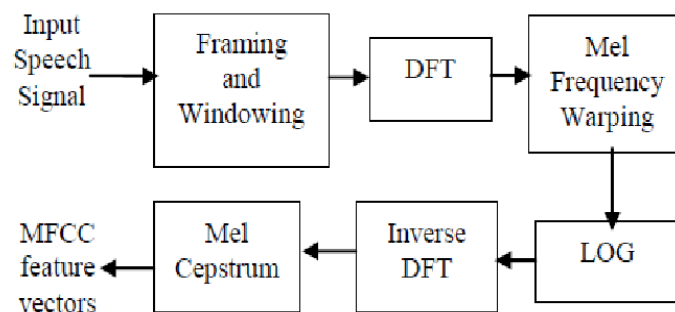 Input
Speech
Signal
Framing
and
Windowing
DFT
Mel
Frequency
Warping
LOG
Inverse
DFT
Mel
Cepstrum
MFCC
feature
vectors